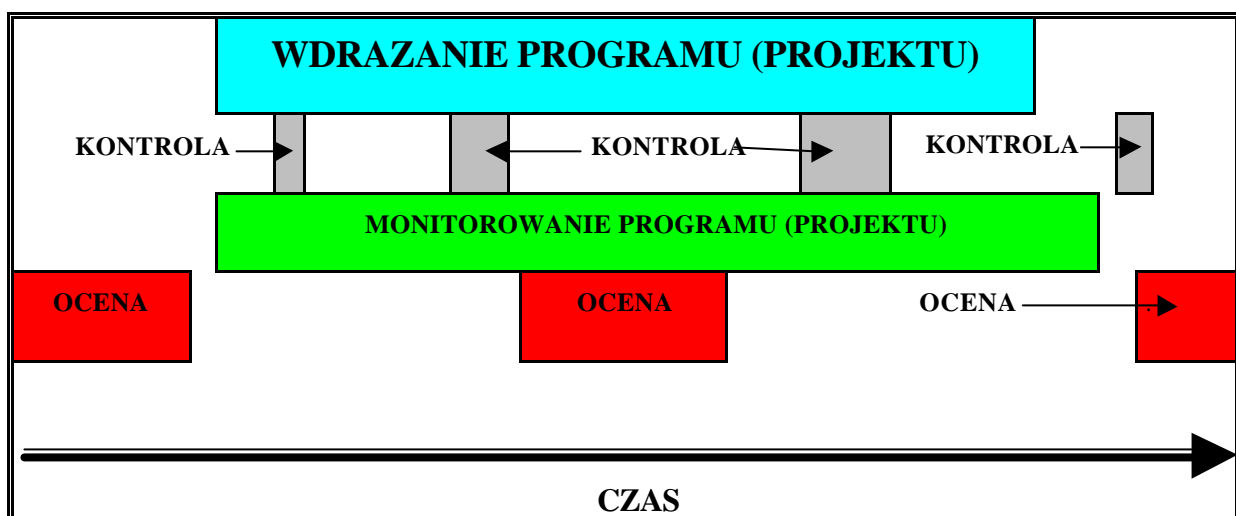 WDRAZANIE PROGRAMU (PROJEKTU)
KONTROLA
KONTROLA
KONTROLA
MONITOROWANIE PROGRAMU (PROJEKTU)
OCENA
OCENA
OCENA
CZAS